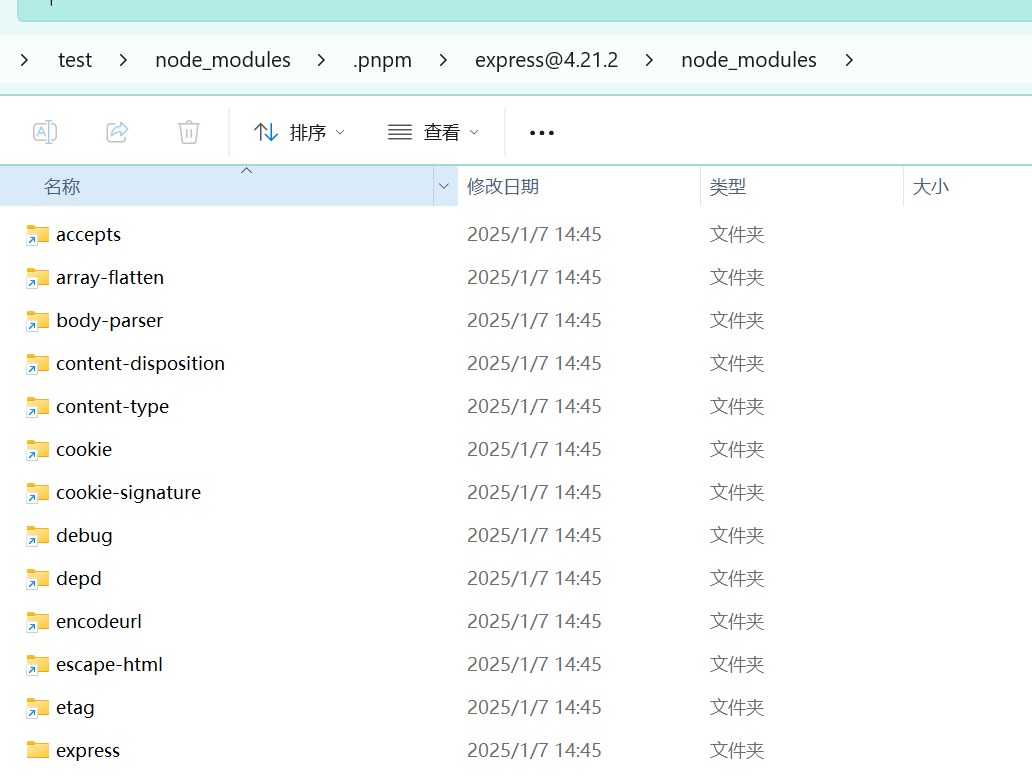 test node_modules .pnpm express@4.21.2 node_modules
排序 查看
名称 修改日期 类型 大小
accepts 2025/1/7 14:45 文件夹
array-flatten 2025/1/7 14:45 文件夹
body-parser 2025/1/7 14:45 文件夹
content-disposition 2025/1/7 14:45 文件夹
content-type 2025/1/7 14:45 文件夹
cookie 2025/1/7 14:45 文件夹
cookie-signature 2025/1/7 14:45 文件夹
debug 2025/1/7 14:45 文件夹
depd 2025/1/7 14:45 文件夹
encodeurl 2025/1/7 14:45 文件夹
escape-html 2025/1/7 14:45 文件夹
etag 2025/1/7 14:45 文件夹
express 2025/1/7 14:45 文件夹